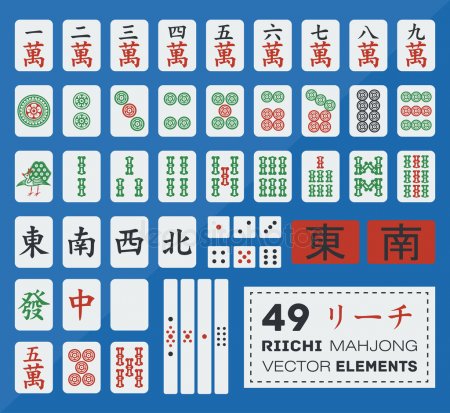 一 二 三 四 五 六 七 八 九
萬 萬 萬 萬 萬 萬 萬 萬 萬
東 南 西 北 東 南
發 中
49 リーチ
RIICHI MAHJONG
VECTOR ELEMENTS
五
萬